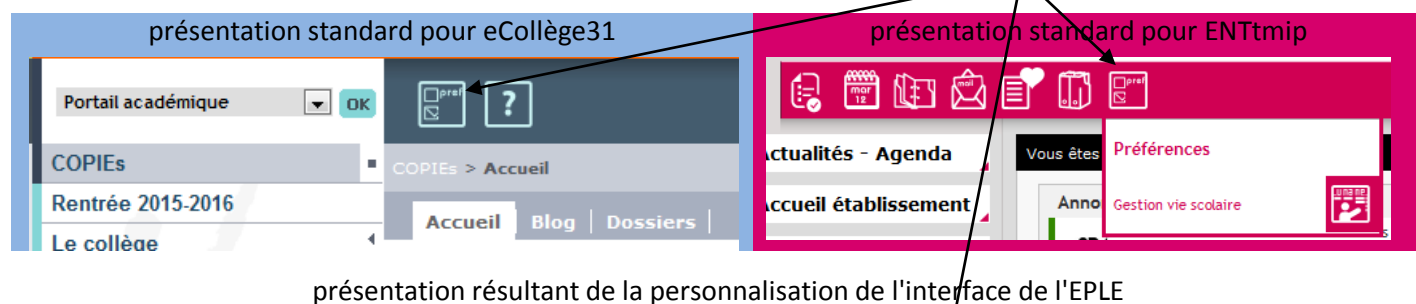 présentation standard pour eCollège31
présentation standard pour ENTtmip
Portail académique
OK
pref
?
COPIEs
COPIEs > Accueil
Rentrée 2015-2016
Accueil
Blog
Dossiers
Le collège
mar
12
mail
pref
ctualités - Agenda
Vous êtes
Préférences
ccueil établissement
Anno
Gestion vie scolaire
présentation résultant de la personnalisation de l'interface de l'EPLE